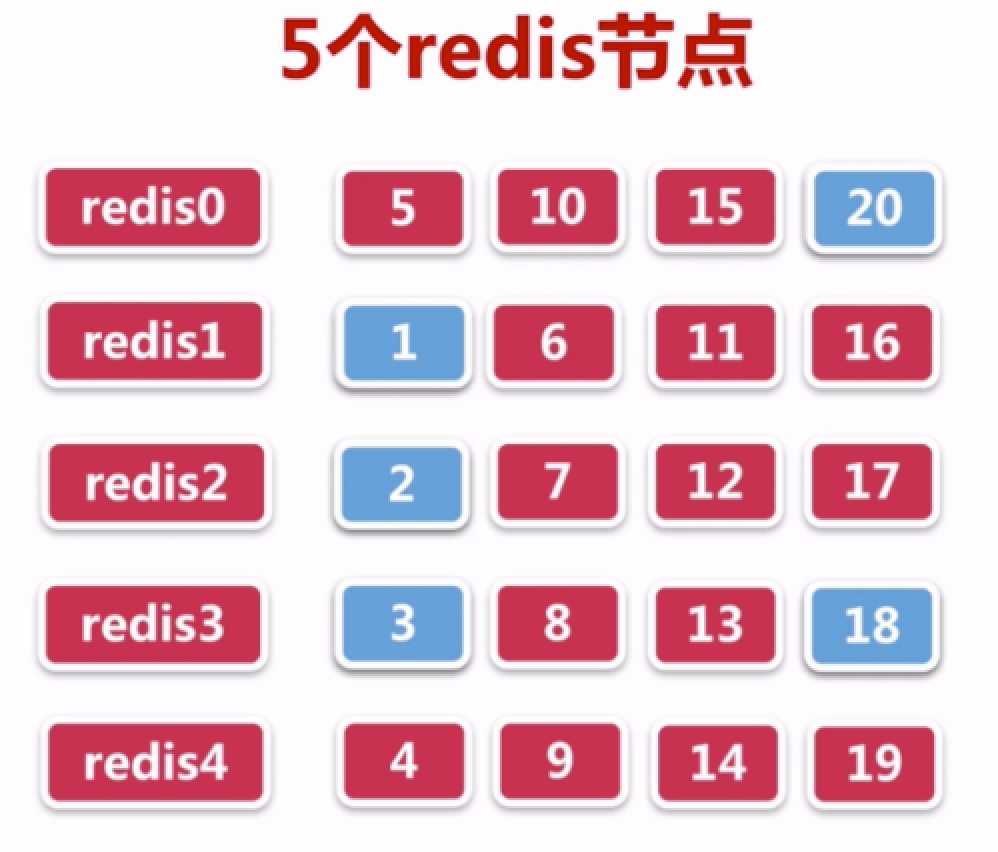 5个redis节点
redis0 5 10 15 20
redis1 1 6 11 16
redis2 2 7 12 17
redis3 3 8 13 18
redis4 4 9 14 19